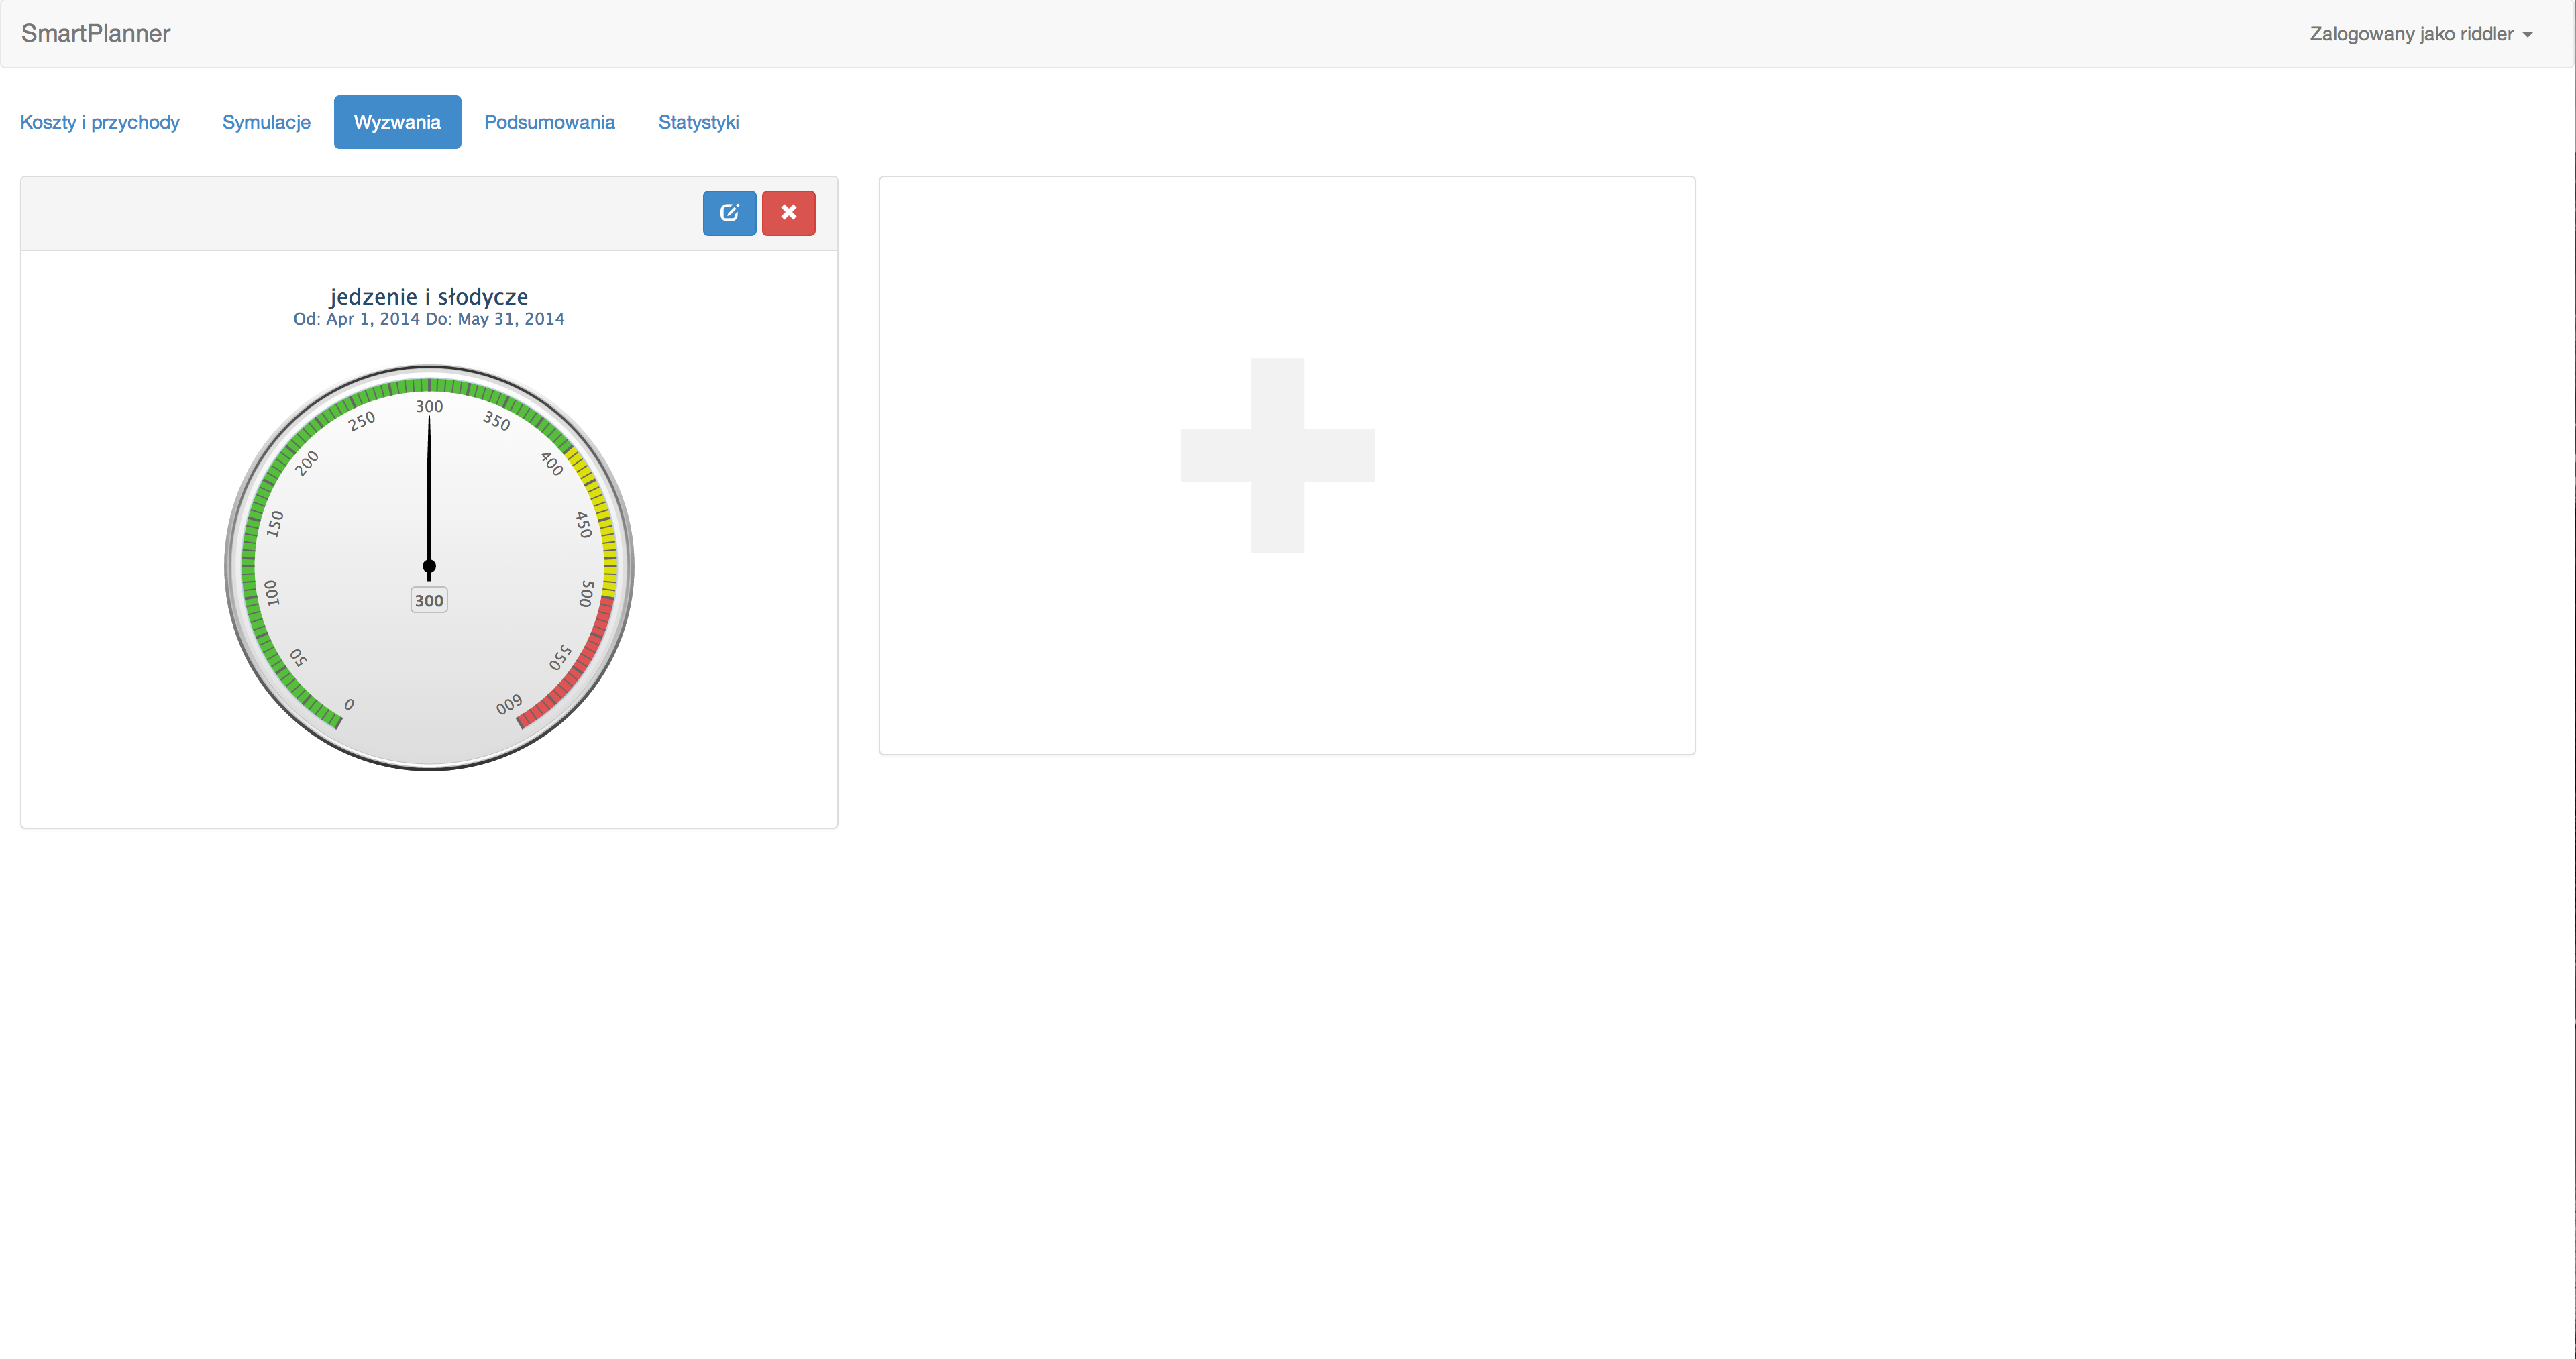 SmartPlanner
Zalogowany jako riddler
Koszty i przychody
Symulacje
Wyzwania
Podsumowania
Statystyki
jedzenie i słodycze
Od: Apr 1, 2014 Do: May 31, 2014
0
50
100
150
200
250
300
350
400
450
500
550
600
300